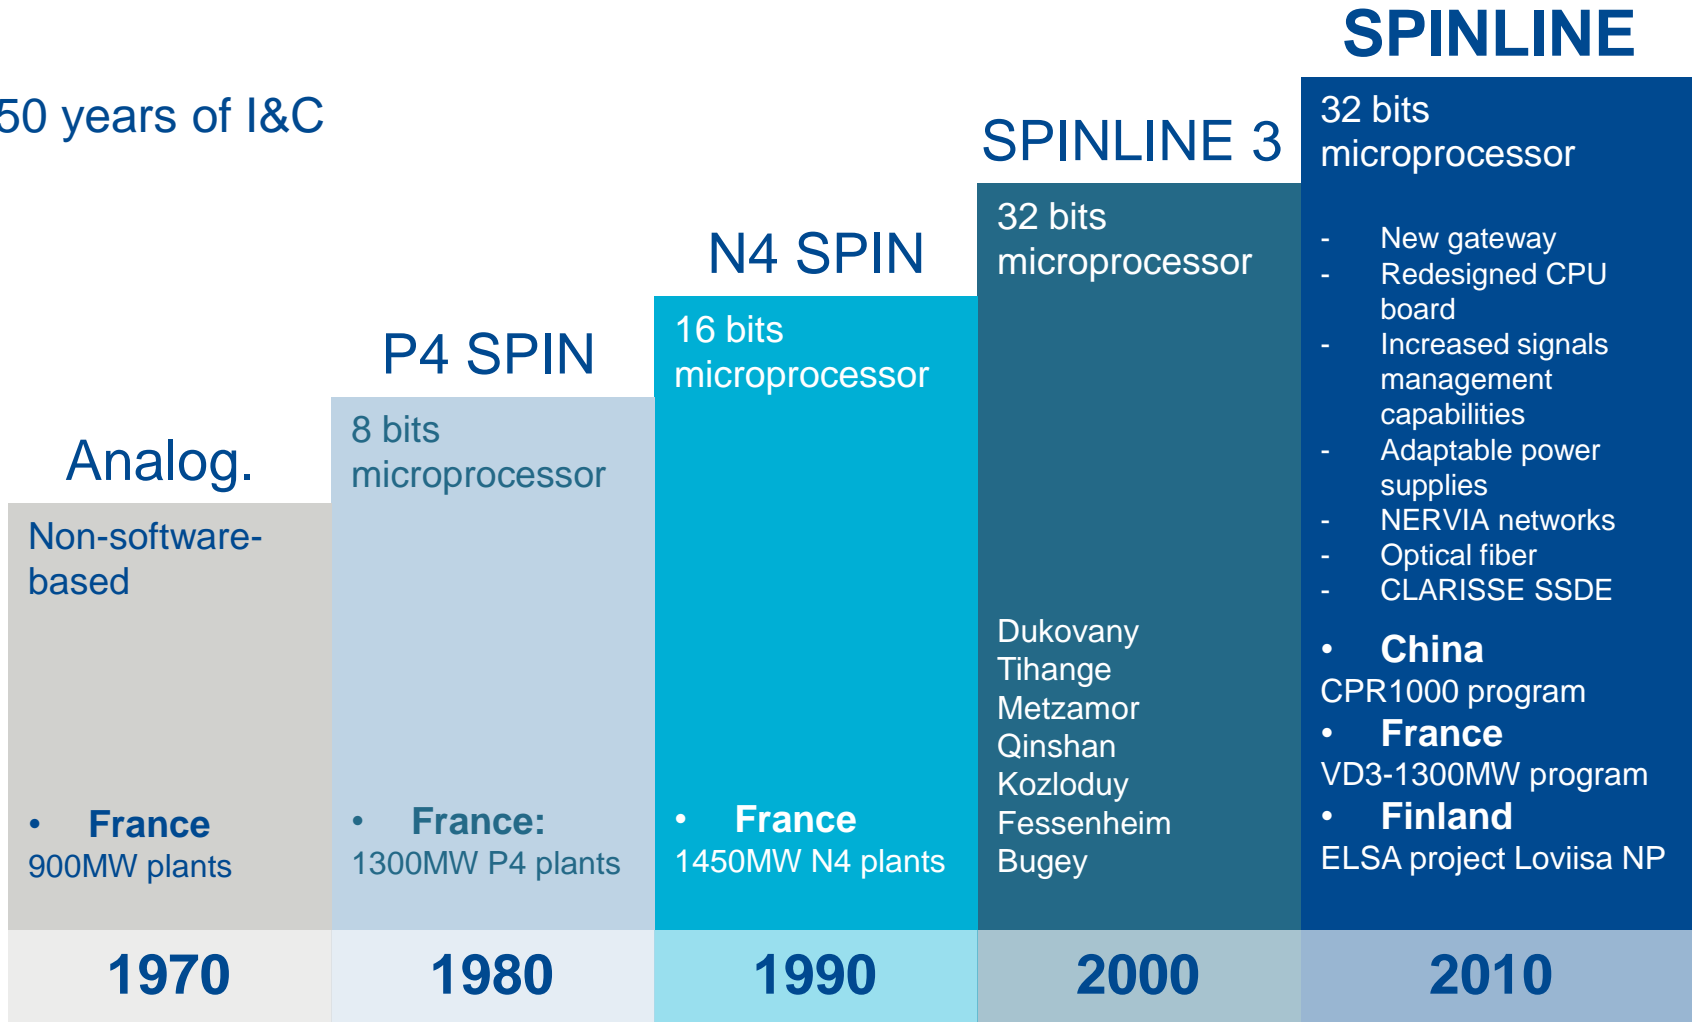 50 years of I&C
Analog.
Non-software-
based
• France
900MW plants
1970
P4 SPIN
8 bits
microprocessor
• France:
1300MW P4 plants
1980
N4 SPIN
16 bits
microprocessor
• France
1450MW N4 plants
1990
SPINLINE 3
32 bits
microprocessor
Dukovany
Tihange
Metzamor
Qinshan
Kozloduy
Fessenheim
Bugey
2000
SPINLINE
32 bits
microprocessor
- New gateway
- Redesigned CPU
board
- Increased signals
management
capabilities
- Adaptable power
supplies
- NERVIA networks
- Optical fiber
- CLARISSE SSDE
• China
CPR1000 program
• France
VD3-1300MW program
• Finland
ELSA project Loviisa NP
2010